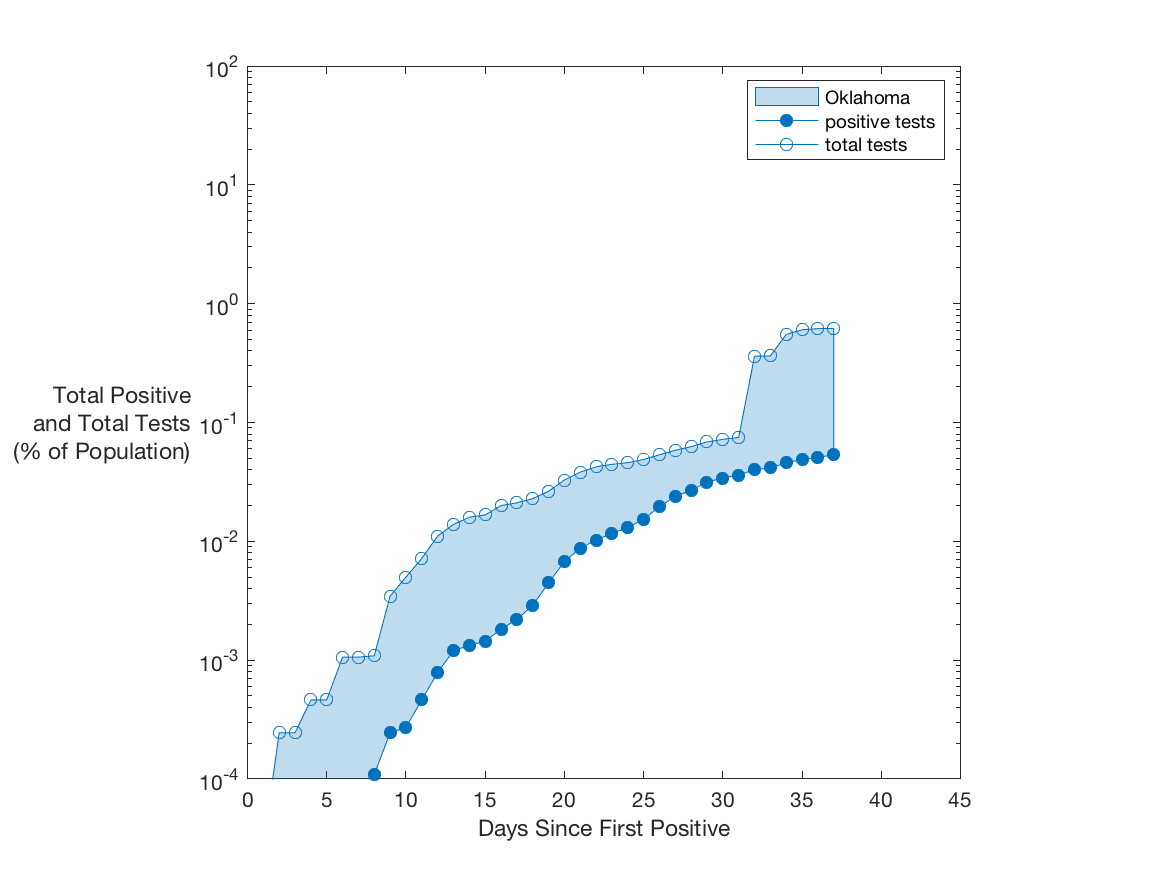 10^2
10^1
10^0
10^-1
10^-2
10^-3
10^-4
Total Positive
and Total Tests
(% of Population)
Oklahoma
positive tests
total tests
0 5 10 15 20 25 30 35 40 45
Days Since First Positive